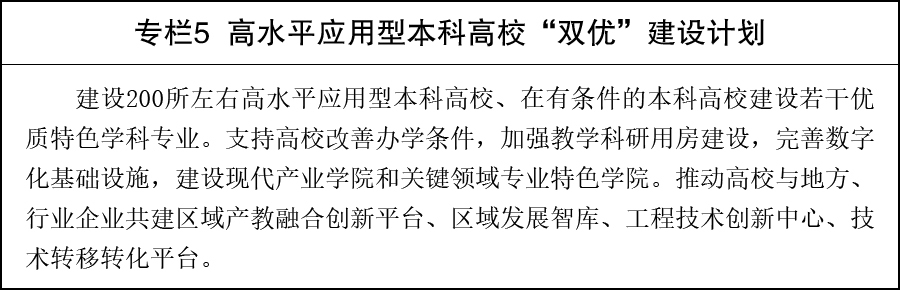 专栏5 高水平应用型本科高校“双优”建设计划
建设200所左右高水平应用型本科高校、在有条件的本科高校建设若干优
质特色学科专业。支持高校改善办学条件，加强教学科研用房建设，完善数字
化基础设施，建设现代产业学院和关键领域专业特色学院。推动高校与地方、
行业企业共建区域产教融合创新平台、区域发展智库、工程技术创新中心、技
术转移转化平台。